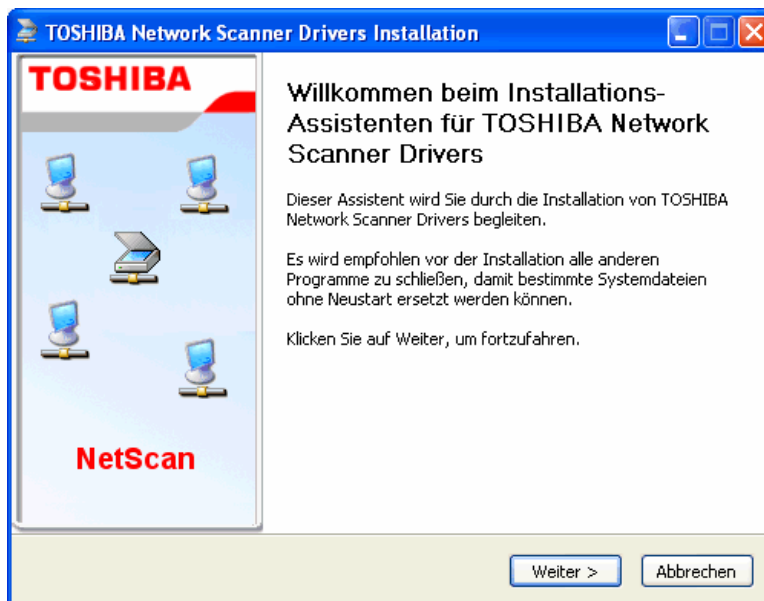 TOSHIBA Network Scanner Drivers Installation
TOSHIBA
NetScan
Willkommen beim Installations-
Assistenten für TOSHIBA Network
Scanner Drivers
Dieser Assistent wird Sie durch die Installation von TOSHIBA
Network Scanner Drivers begleiten.
Es wird empfohlen vor der Installation alle anderen
Programme zu schließen, damit bestimmte Systemdateien
ohne Neustart ersetzt werden können.
Klicken Sie auf Weiter, um fortzufahren.
Weiter >
Abbrechen